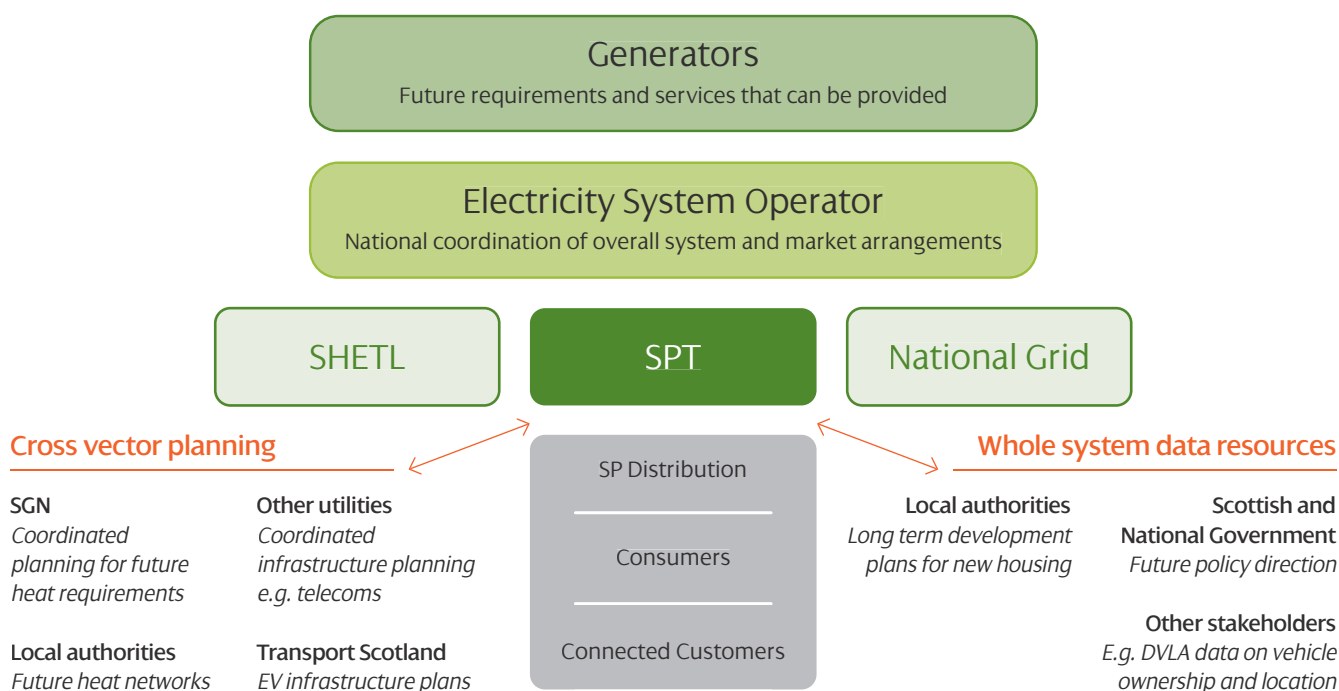 Generators
Future requirements and services that can be provided
Electricity System Operator
National coordination of overall system and market arrangements
SHETL
SPT
National Grid
Cross vector planning
SGN
Coordinated
planning for future
heat requirements
Other utilities
Coordinated
infrastructure planning
e.g. telecoms
Local authorities
Future heat networks
Transport Scotland
EV infrastructure plans
SP Distribution
Consumers
Connected Customers
Whole system data resources
Local authorities
Long term development
plans for new housing
Scottish and
National Government
Future policy direction
Other stakeholders
E.g. DVLA data on vehicle
ownership and location